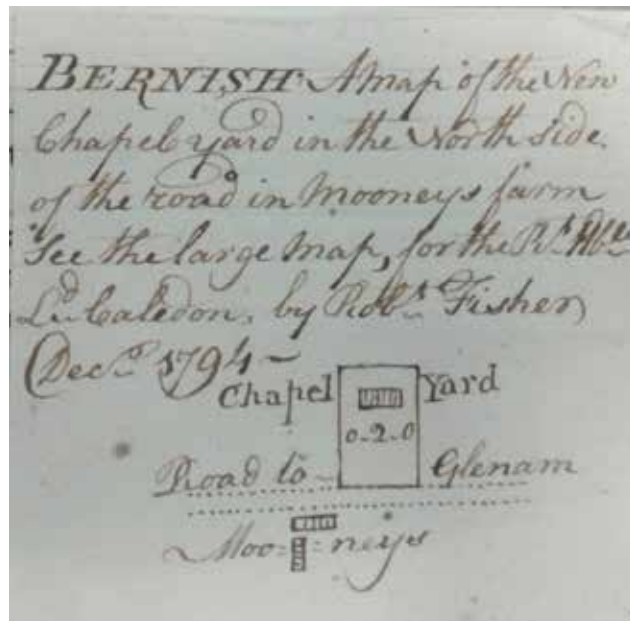 BERNISH A map of the New
Chapel yard in the North side
of the road in Mooneys farm
See the large Map, for the Rt. Hble
Ld. Caledon, by Robt. Fisher
Decr. 1794
Chapel Yard
0-2-0
Road to Glenam
Moo=neys